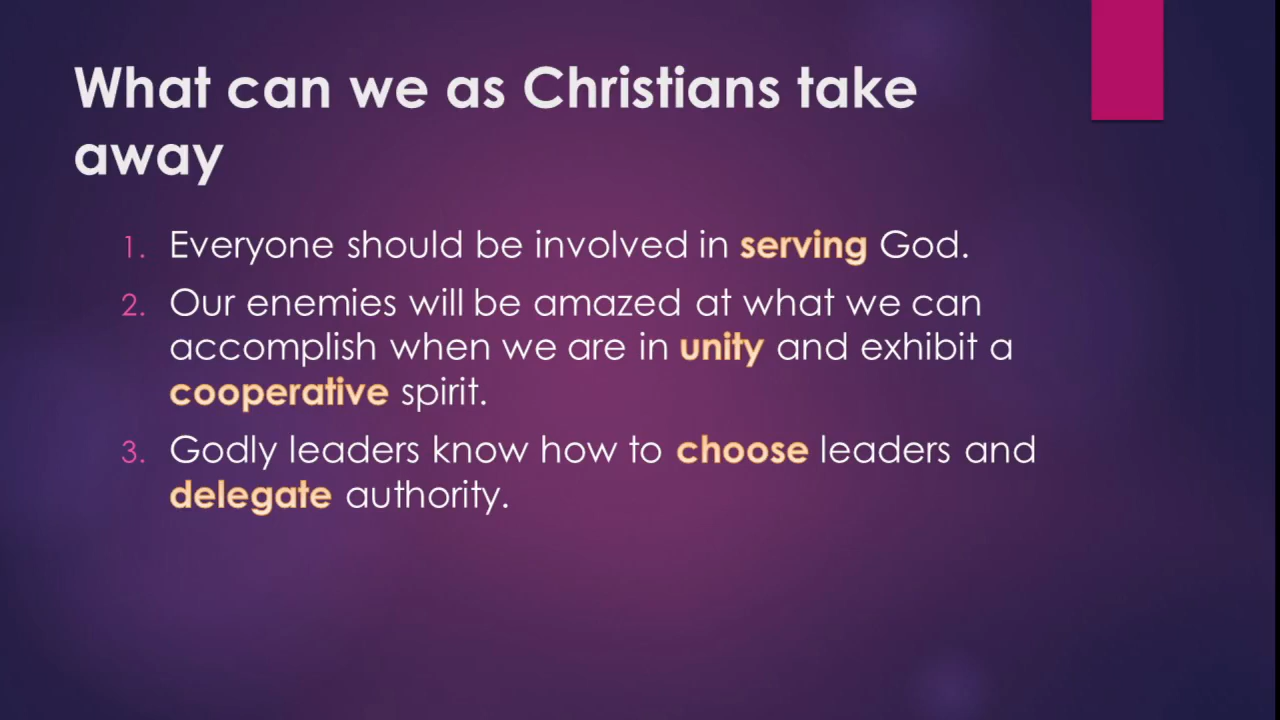 What can we as Christians take
away
1. Everyone should be involved in serving God.
2. Our enemies will be amazed at what we can
accomplish when we are in unity and exhibit a
cooperative spirit.
3. Godly leaders know how to choose leaders and
delegate authority.